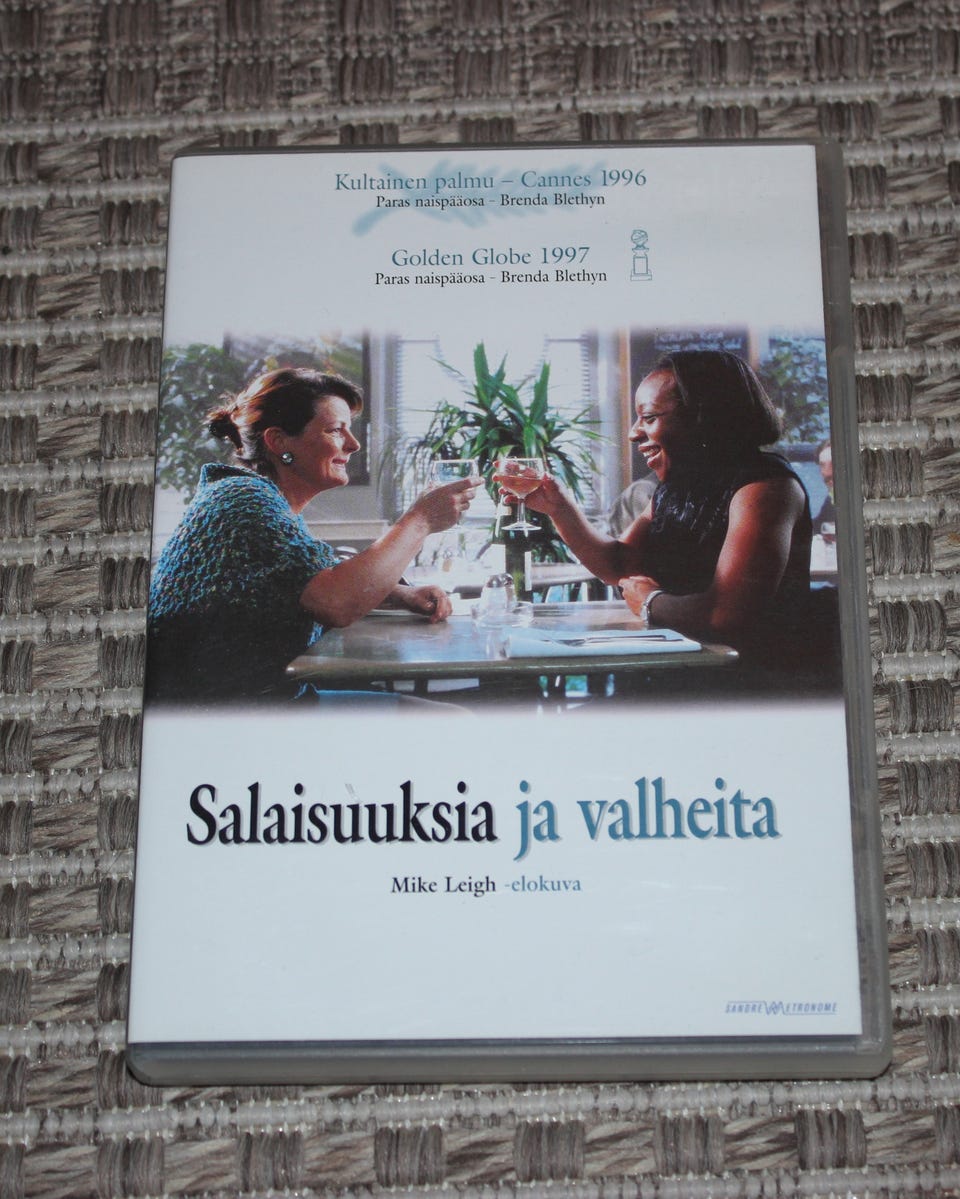 Kultainen palmu – Cannes 1996
Paras naispääosa - Brenda Blethyn
Golden Globe 1997
Paras naispääosa - Brenda Blethyn
Salaisuuksia ja valheita
Mike Leigh -elokuva
SANDREW METRONOME